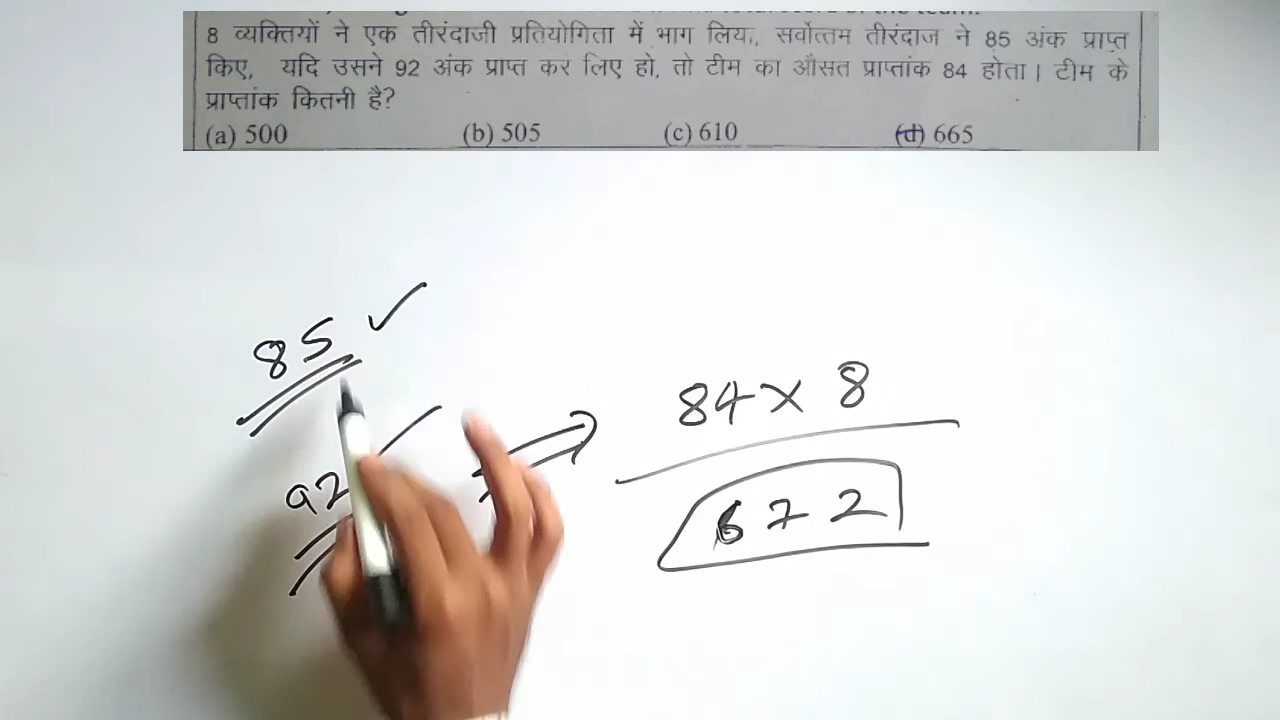 8 व्यक्तियों ने एक तीरंदाजी प्रतियोगिता में भाग लिया, सर्वोत्तम तीरंदाज ने 85 अंक प्राप्त
किए, यदि उसने 92 अंक प्राप्त कर लिए हो, तो टीम का औसत प्राप्तांक 84 होता। टीम के
प्राप्तांक कितनी है?
(a) 500 (b) 505 (c) 610 (d) 665
85 ✓
84 × 8
92
672